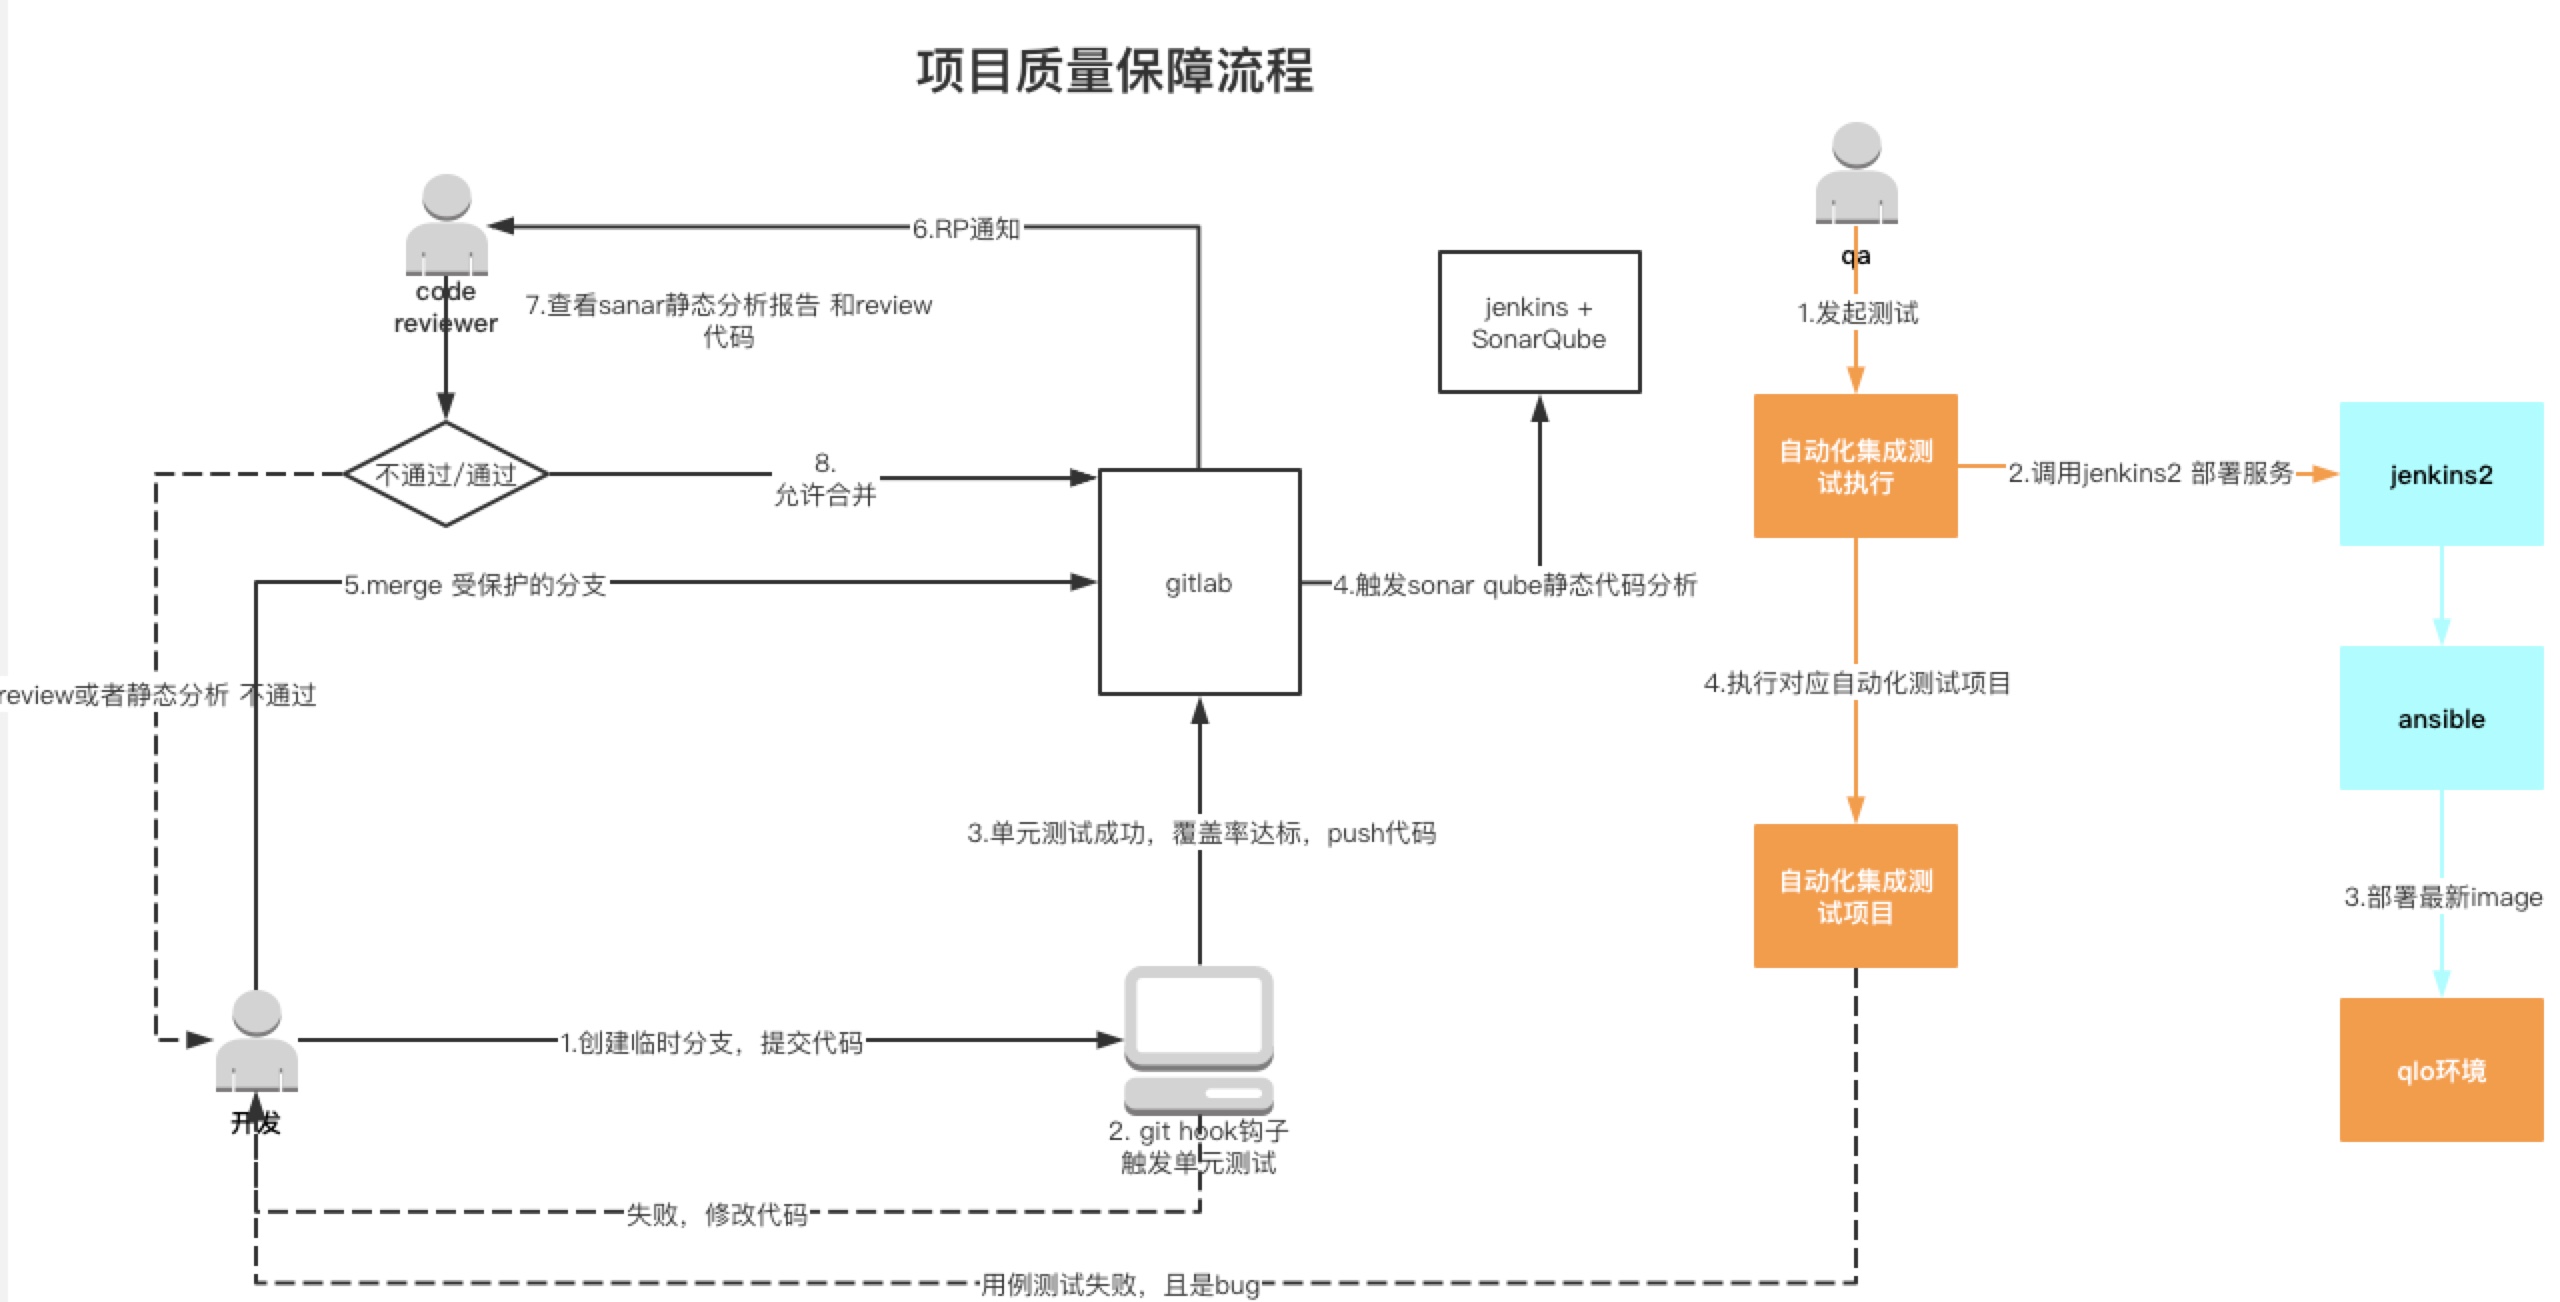 项目质量保障流程
6.RP通知
qa
code
reviewer
7.查看sanar静态分析报告 和review
代码
jenkins +
SonarQube
1.发起测试
不通过/通过
8.
允许合并
自动化集成测
试执行
2.调用jenkins2 部署服务
jenkins2
5.merge 受保护的分支
gitlab
4.触发sonar qube静态代码分析
review或者静态分析 不通过
4.执行对应自动化测试项目
ansible
3.单元测试成功，覆盖率达标，push代码
自动化集成测
试项目
3.部署最新image
1.创建临时分支，提交代码
qlo环境
开发
2. git hook钩子
触发单元测试
失败，修改代码
用例测试失败，且是bug